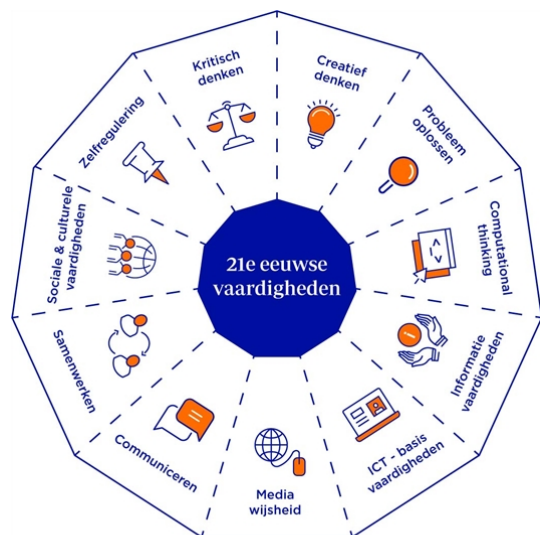 21e eeuwse
vaardigheden
Creatief
denken
Probleem
oplossen
Computational
thinking
Informatie
vaardigheden
ICT - basis
vaardigheden
Media
wijsheid
Communiceren
Samenwerken
Sociale & culturele
vaardigheden
Zelfregulering
Kritisch
denken